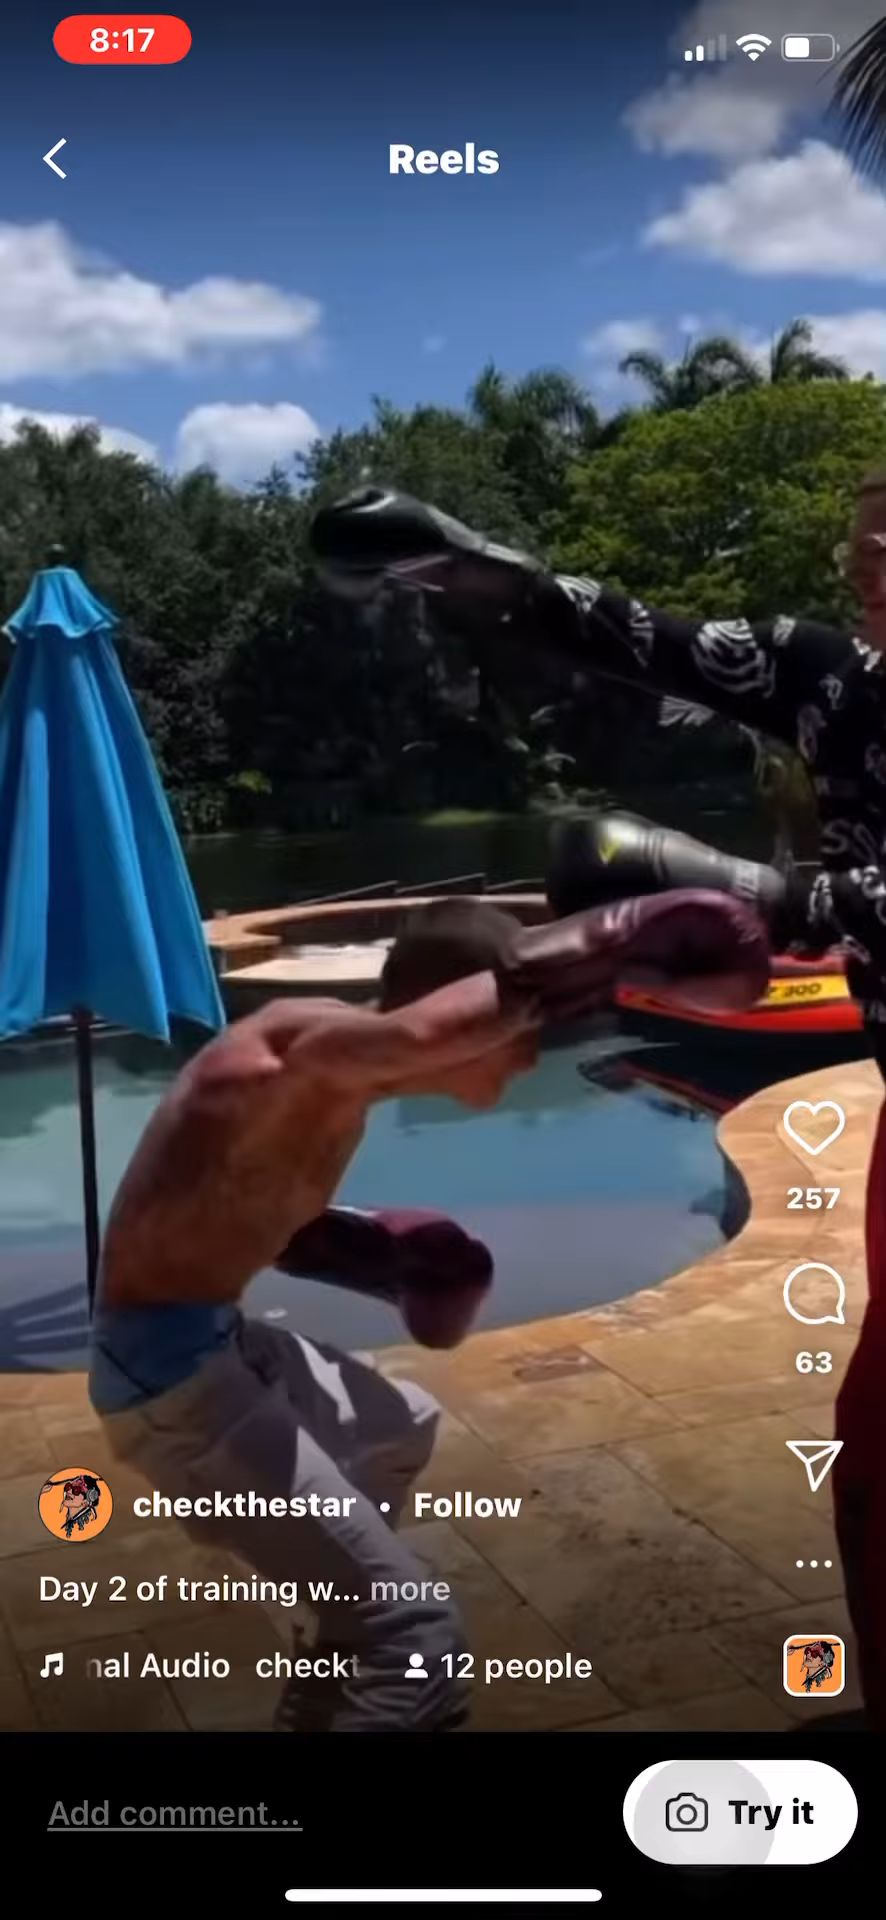 8:17
Reels
300
257
63
checkthestar • Follow
Day 2 of training w... more
nal Audio checkt 12 people
Add comment...
Try it